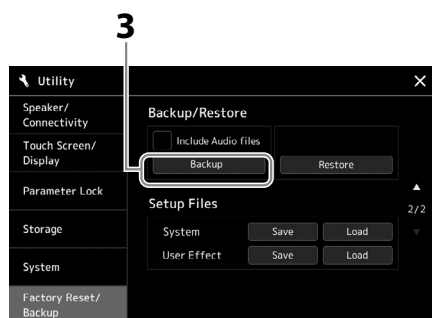 3
Utility
×
Speaker/
Connectivity
Touch Screen/
Display
Parameter Lock
Storage
System
Factory Reset/
Backup
Backup/Restore
Include Audio files
Backup Restore
Setup Files
System Save Load
User Effect Save Load
▲
2/2
▼